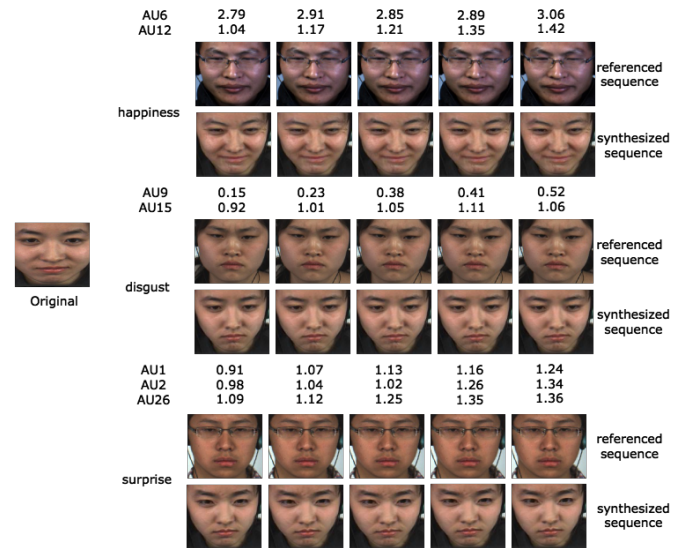 AU6 2.79 2.91 2.85 2.89 3.06
AU12 1.04 1.17 1.21 1.35 1.42
referenced
sequence
happiness
synthesized
sequence
AU9 0.15 0.23 0.38 0.41 0.52
AU15 0.92 1.01 1.05 1.11 1.06
referenced
sequence
Original
disgust
synthesized
sequence
AU1 0.91 1.07 1.13 1.16 1.24
AU2 0.98 1.04 1.02 1.26 1.34
AU26 1.09 1.12 1.25 1.35 1.36
referenced
sequence
surprise
synthesized
sequence